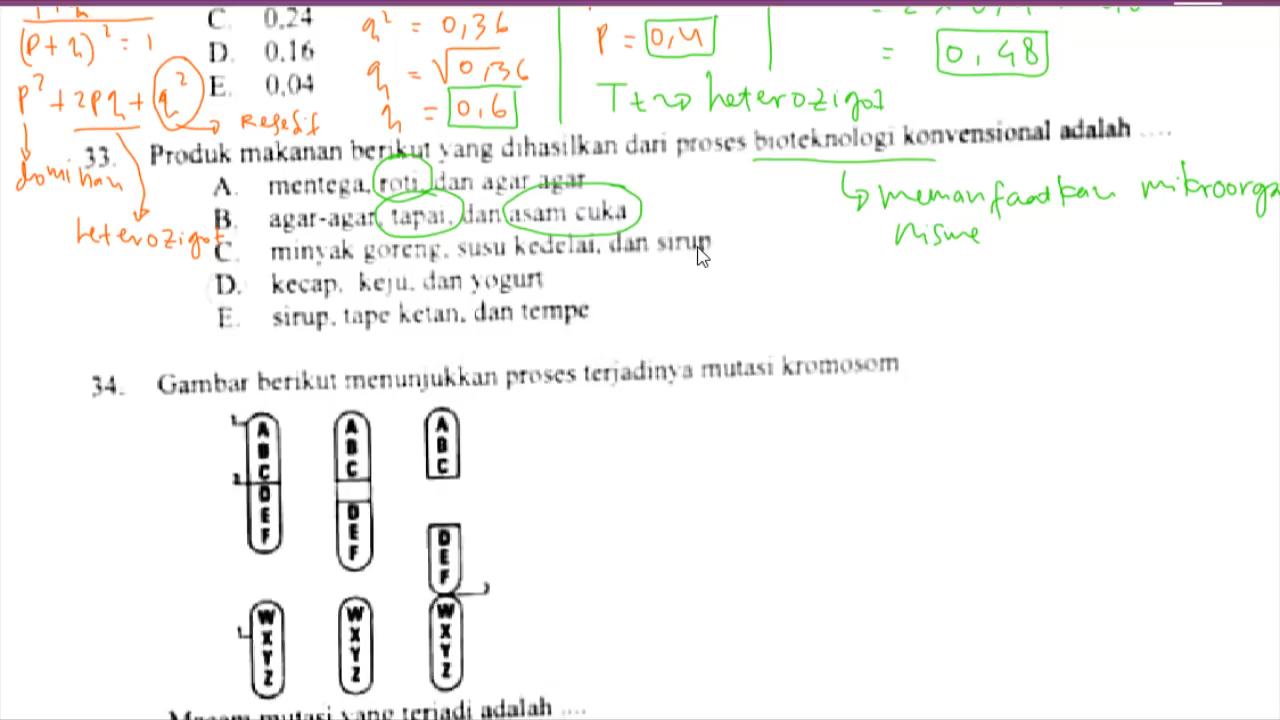 C. 0,24
(p+q)² = 1
D. 0.16
p² + 2pq + q²
E. 0,04
q² = 0,36
q = √0,36
q = 0,6
P = 0,4
= 0,48
Tt → heterozigot
Resesif
dominan
heterozigot
33. Produk makanan berikut yang dihasilkan dari proses bioteknologi konvensional adalah ....
A. mentega, roti, dan agar agar
B. agar-agar, tapai, dan asam cuka
C. minyak goreng, susu kedelai, dan sirup
D. kecap, keju, dan yogurt
E. sirup, tape ketan, dan tempe
↳ memanfaatkan mikroorga
nisme
34. Gambar berikut menunjukkan proses terjadinya mutasi kromosom
A A A
B B B
C C C
D D D
E E E
F F F
W W W
X X X
Y Y Y
Z Z Z
Macam mutasi yang terjadi adalah ....